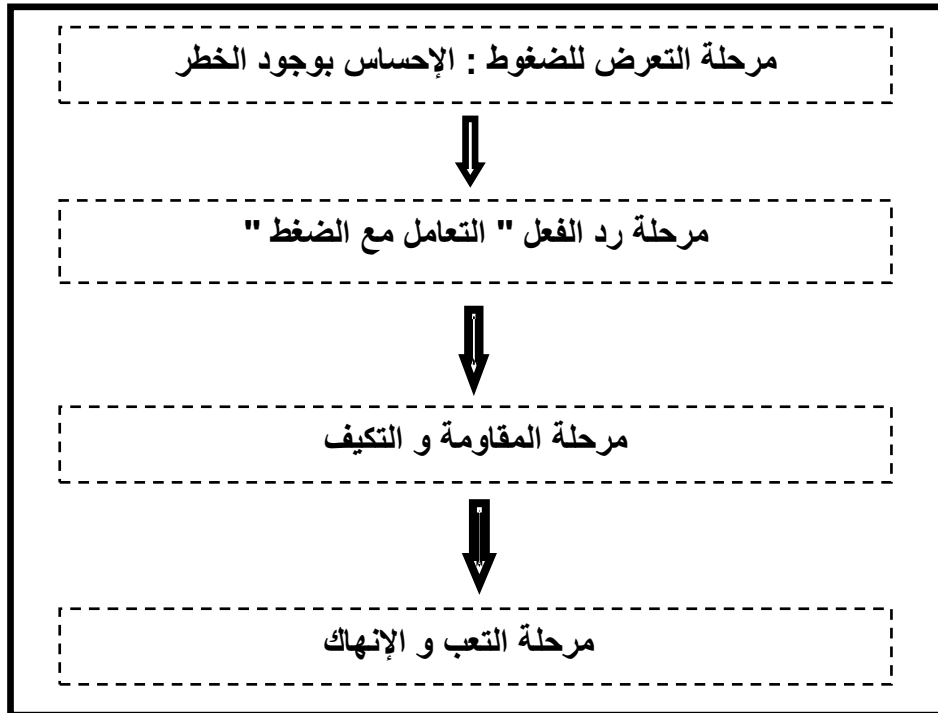 مرحلة التعرض للضغوط : الإحساس بوجود الخطر
مرحلة رد الفعل " التعامل مع الضغط "
مرحلة المقاومة و التكيف
مرحلة التعب و الإنهاك